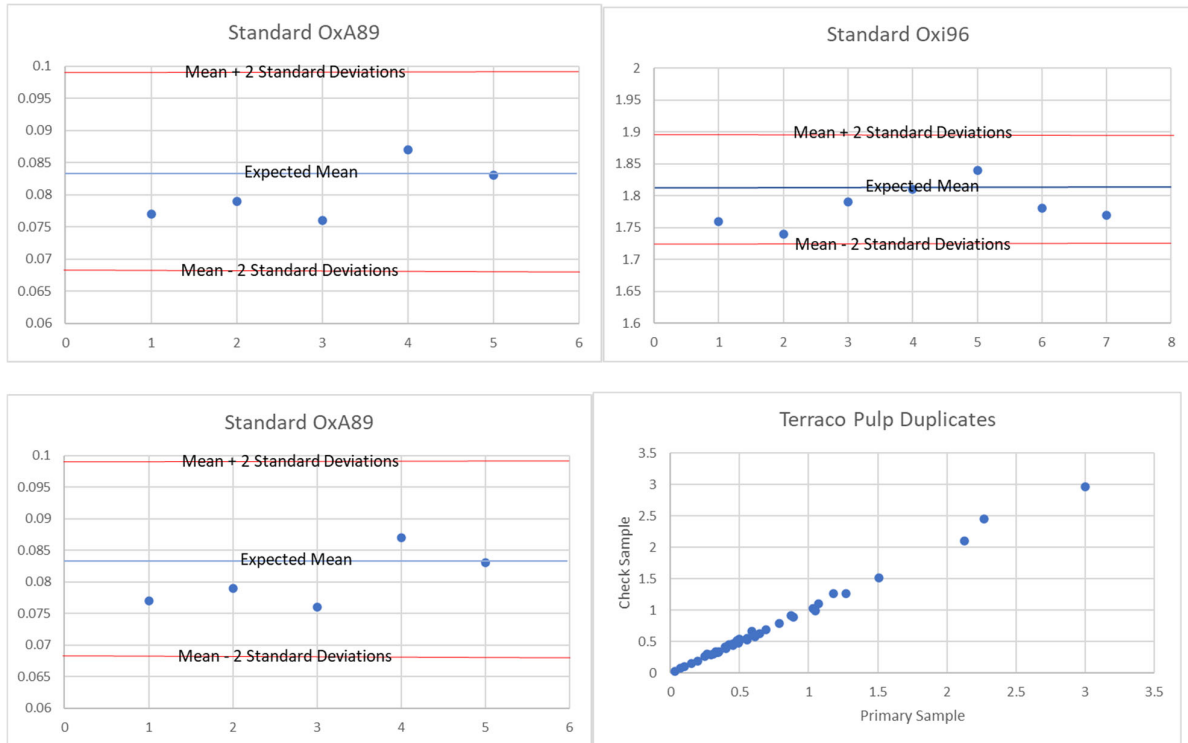 Standard OxA89
0.1
0.095
0.09
0.085
0.08
0.075
0.07
0.065
0.06
Mean + 2 Standard Deviations
Expected Mean
Mean - 2 Standard Deviations
0 1 2 3 4 5 6
Standard Oxi96
2
1.95
1.9
1.85
1.8
1.75
1.7
1.65
1.6
Mean + 2 Standard Deviations
Expected Mean
Mean - 2 Standard Deviations
0 1 2 3 4 5 6 7 8
Standard OxA89
0.1
0.095
0.09
0.085
0.08
0.075
0.07
0.065
0.06
Mean + 2 Standard Deviations
Expected Mean
Mean - 2 Standard Deviations
0 1 2 3 4 5 6
Terraco Pulp Duplicates
Check Sample
3.5
3
2.5
2
1.5
1
0.5
0
0 0.5 1 1.5 2 2.5 3 3.5
Primary Sample